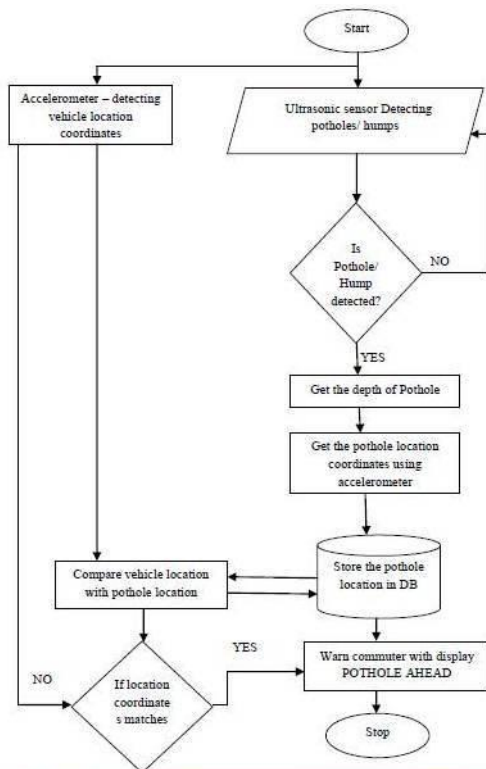 Start
Accelerometer – detecting
vehicle location
coordinates
Ultrasonic sensor Detecting
potholes/ humps
Is
Pothole/
Hump
detected?
NO
YES
Get the depth of Pothole
Get the pothole location
coordinates using
accelerometer
Store the pothole
location in DB
Compare vehicle location
with pothole location
YES
NO
If location
coordinate
s matches
Warn commuter with display
POTHOLE AHEAD
Stop